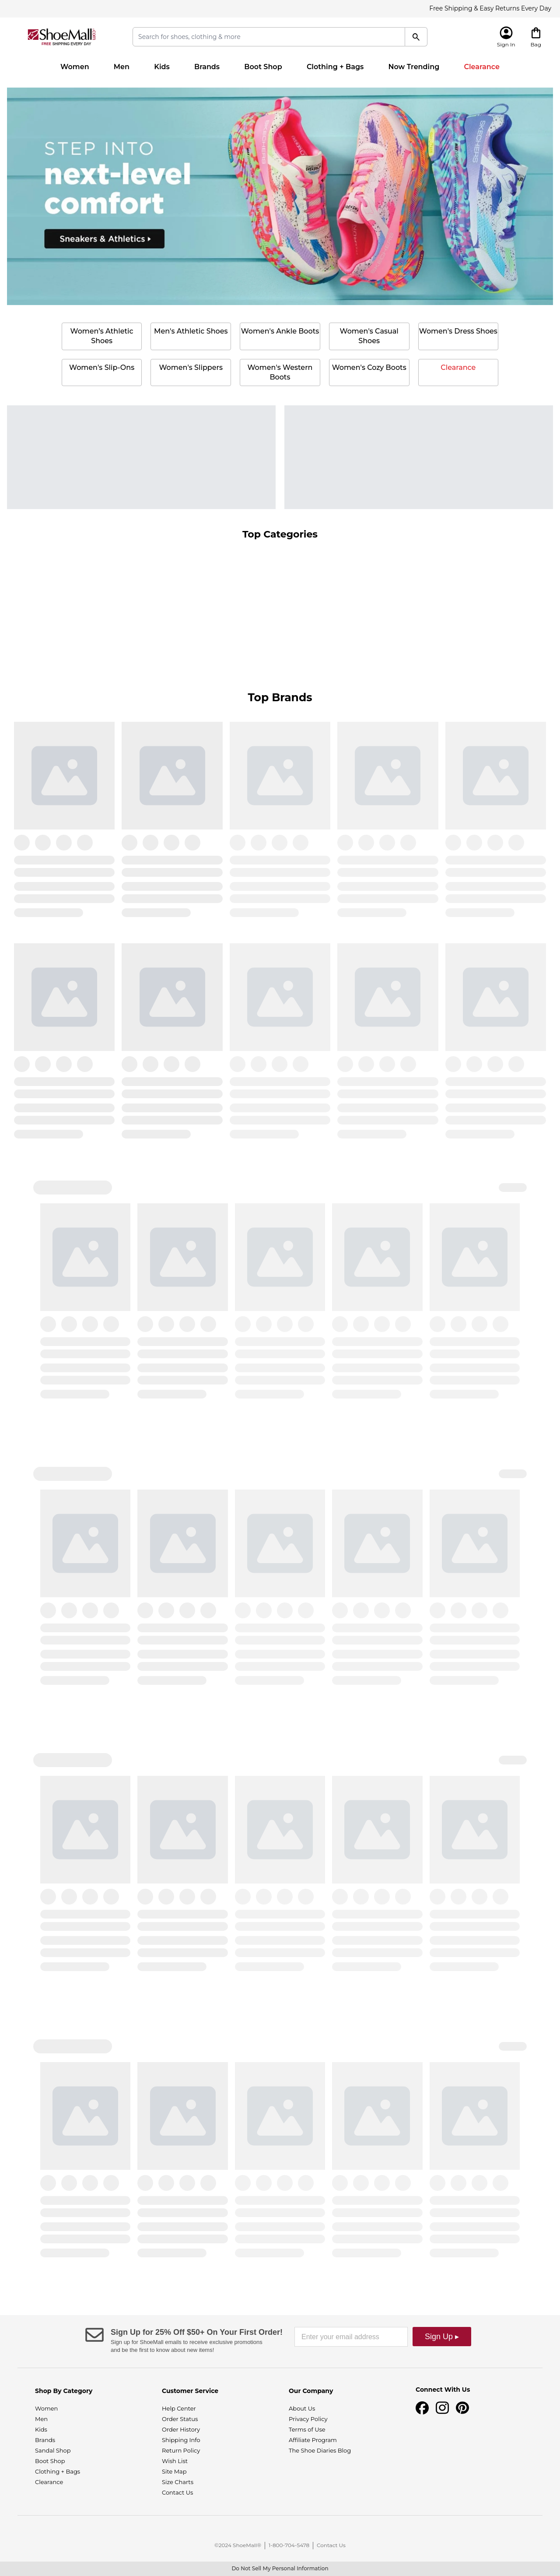 Free Shipping & Easy Returns Every Day
ShoeMall
FREE SHIPPING EVERY DAY
Search for shoes, clothing & more
Sign In
Bag
Women
Men
Kids
Brands
Boot Shop
Clothing + Bags
Now Trending
Clearance
STEP INTO
next-level
comfort
Sneakers & Athletics
Women's Athletic
Shoes
Men's Athletic Shoes
Women's Ankle Boots
Women's Casual
Shoes
Women's Dress Shoes
Women's Slip-Ons
Women's Slippers
Women's Western
Boots
Women's Cozy Boots
Clearance
Top Categories
Top Brands
Sign Up for 25% Off $50+ On Your First Order!
Sign up for ShoeMall emails to receive exclusive promotions
and be the first to know about new items!
Enter your email address
Sign Up ▸
Shop By Category
Women
Men
Kids
Brands
Sandal Shop
Boot Shop
Clothing + Bags
Clearance
Customer Service
Help Center
Order Status
Order History
Shipping Info
Return Policy
Wish List
Site Map
Size Charts
Contact Us
Our Company
About Us
Privacy Policy
Terms of Use
Affiliate Program
The Shoe Diaries Blog
Connect With Us
©2024 ShoeMall® | 1-800-704-5478 | Contact Us
Do Not Sell My Personal Information